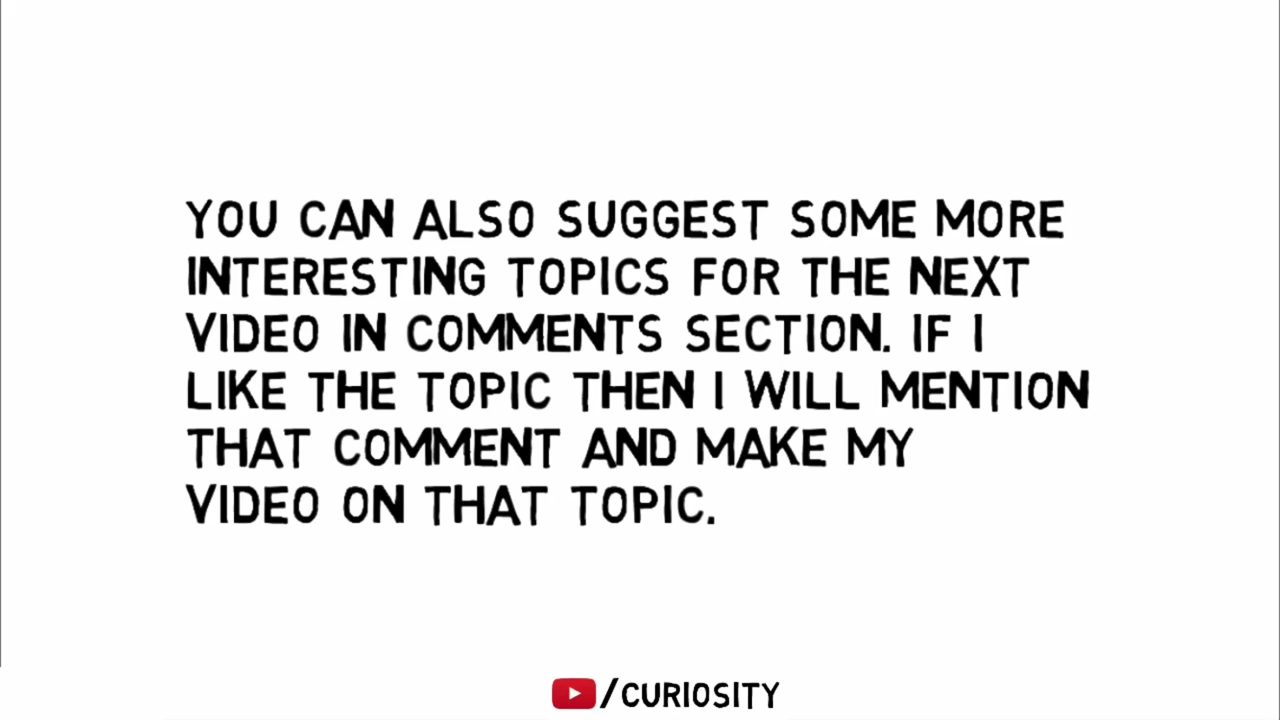 YOU CAN ALSO SUGGEST SOME MORE
INTERESTING TOPICS FOR THE NEXT
VIDEO IN COMMENTS SECTION. IF I
LIKE THE TOPIC THEN I WILL MENTION
THAT COMMENT AND MAKE MY
VIDEO ON THAT TOPIC.
/CURIOSITY